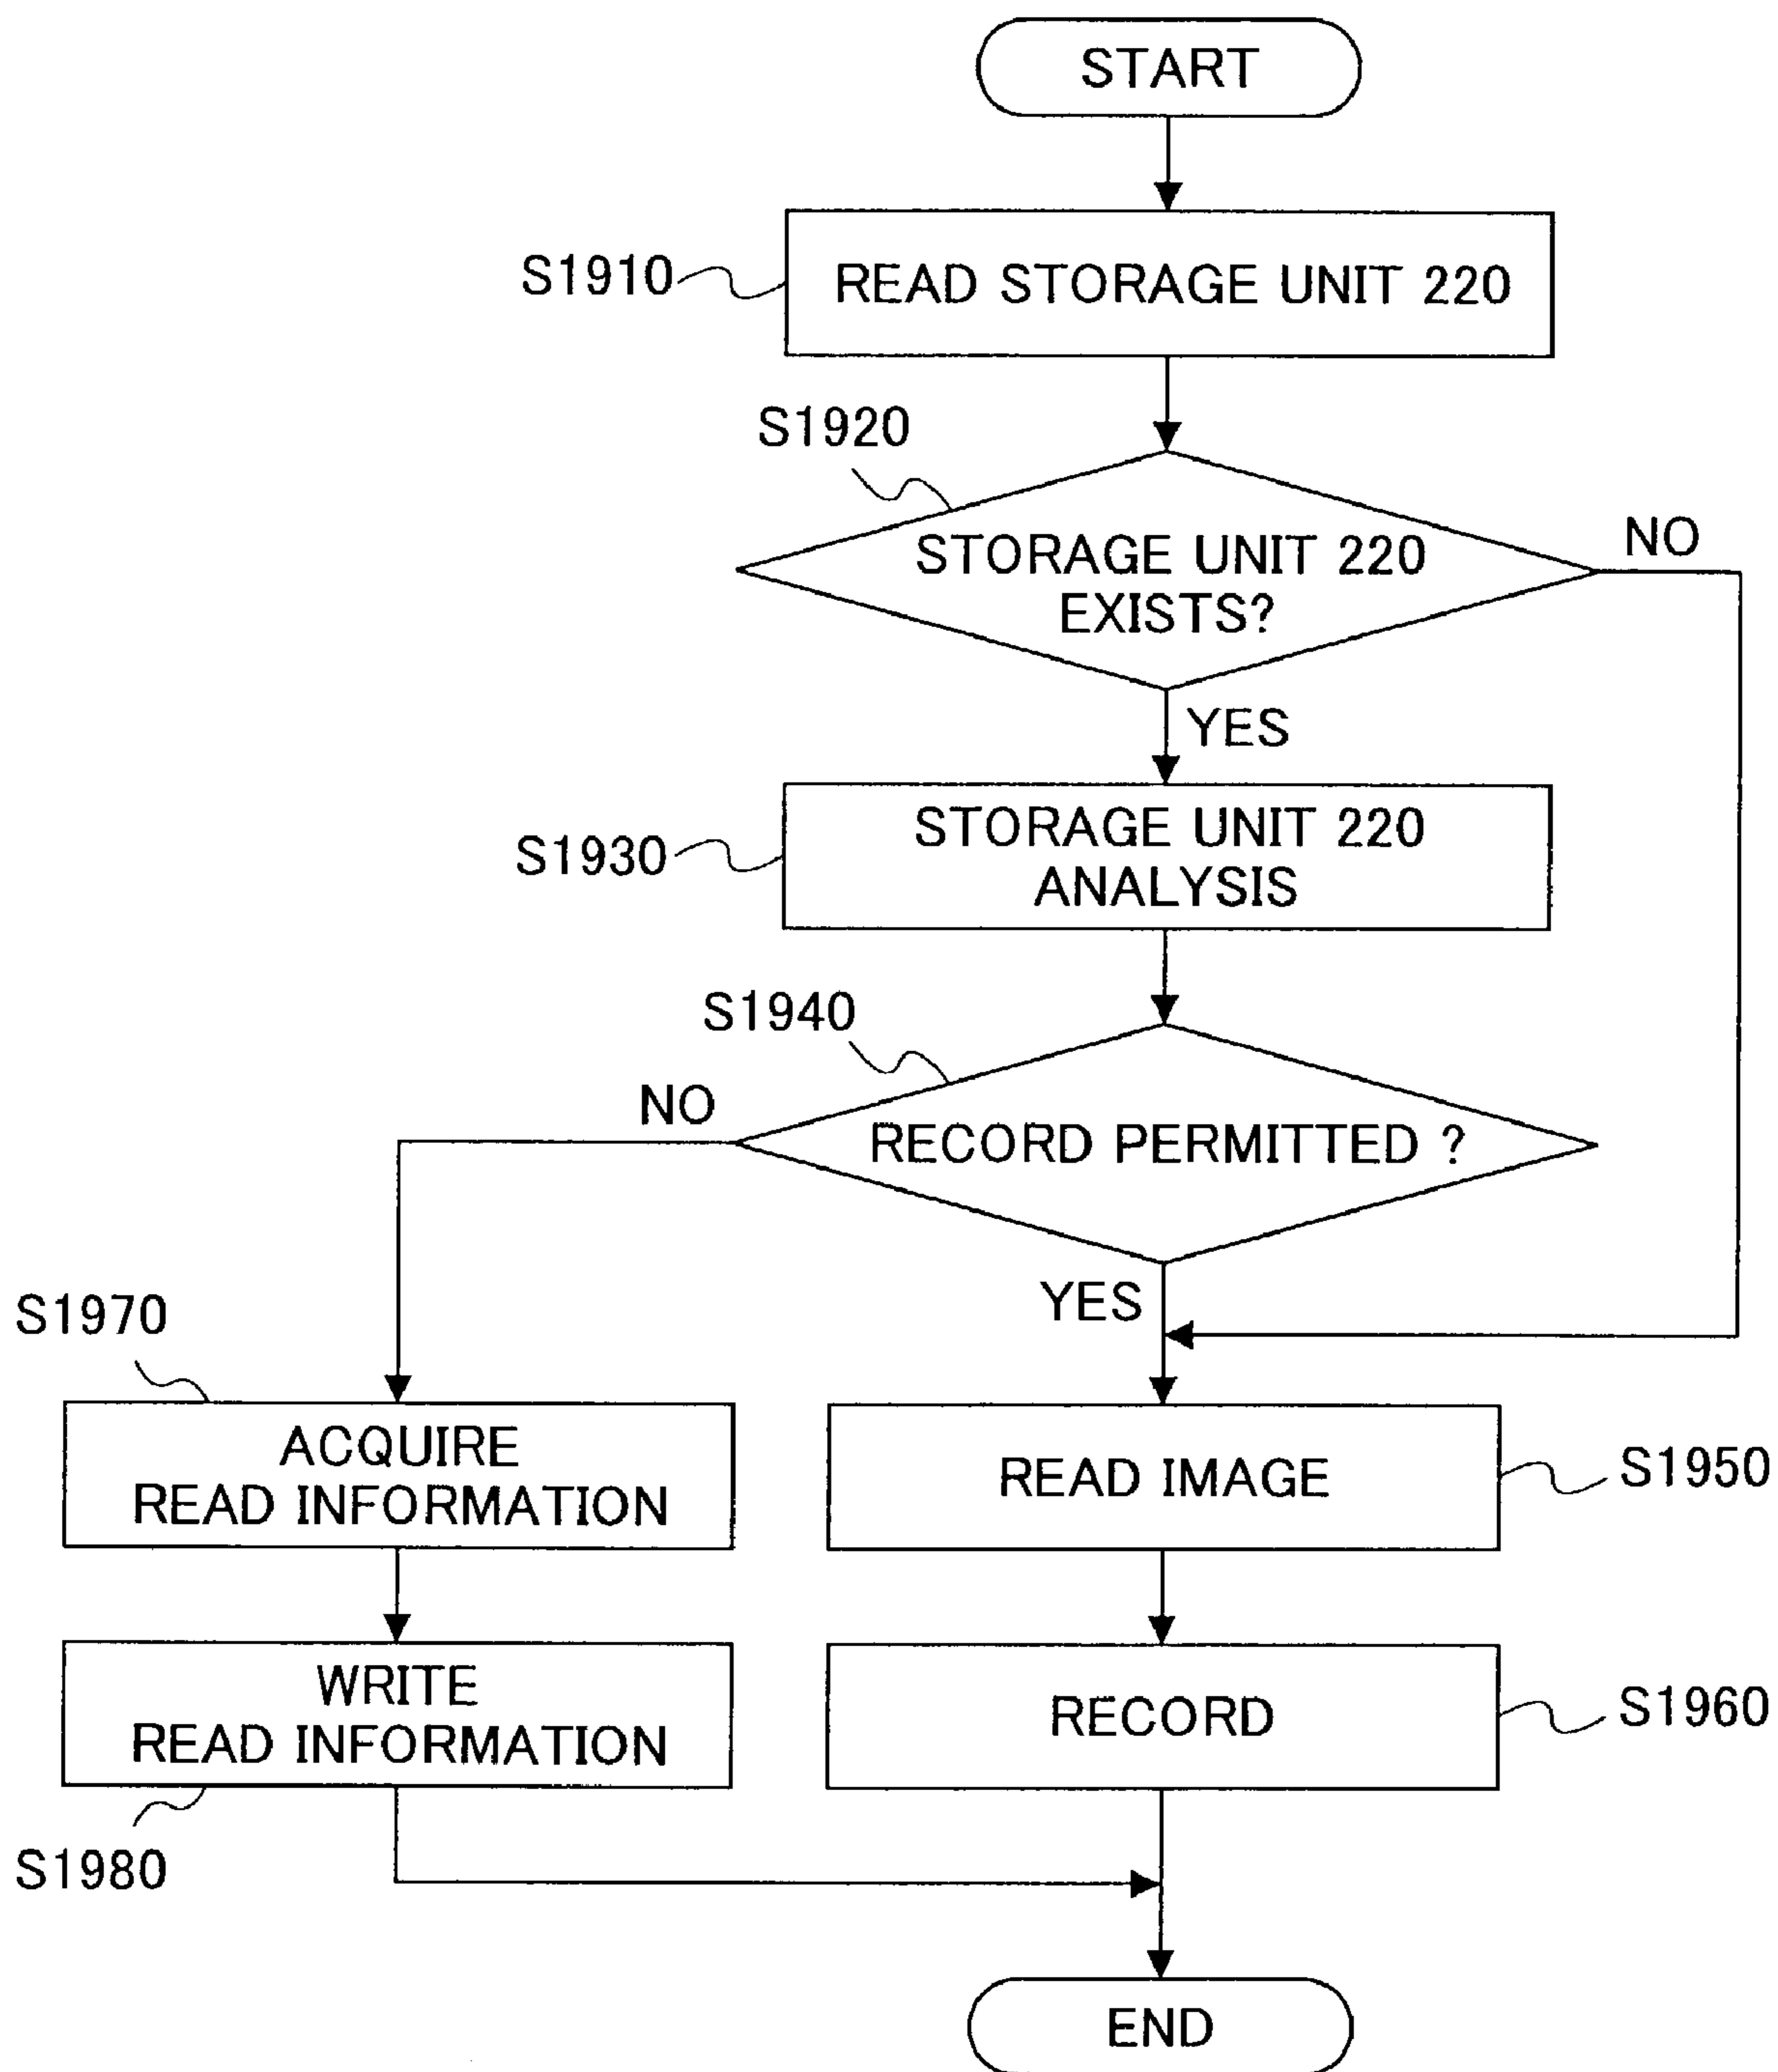 START
S1910
READ STORAGE UNIT 220
S1920
STORAGE UNIT 220
EXISTS?
NO
YES
S1930
STORAGE UNIT 220
ANALYSIS
S1940
NO
RECORD PERMITTED ?
YES
S1970
ACQUIRE
READ INFORMATION
READ IMAGE
S1950
WRITE
READ INFORMATION
RECORD
S1960
S1980
END